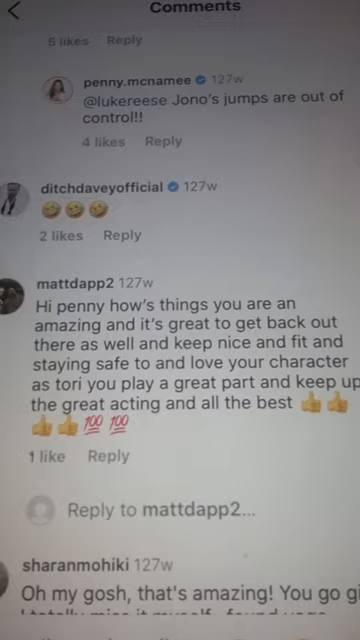 Comments
5 likes Reply
penny.mcnamee 127w
@lukereese Jono's jumps are out of
control!!
4 likes Reply
ditchdaveyofficial 127w
🤣🤣🤣
2 likes Reply
mattdapp2 127w
Hi penny how's things you are an
amazing and it's great to get back out
there as well and keep nice and fit and
staying safe to and love your character
as tori you play a great part and keep up
the great acting and all the best 👍👍
👍👍💯💯
1 like Reply
Reply to mattdapp2...
sharanmohiki 127w
Oh my gosh, that's amazing! You go gi
I totally miss it myself